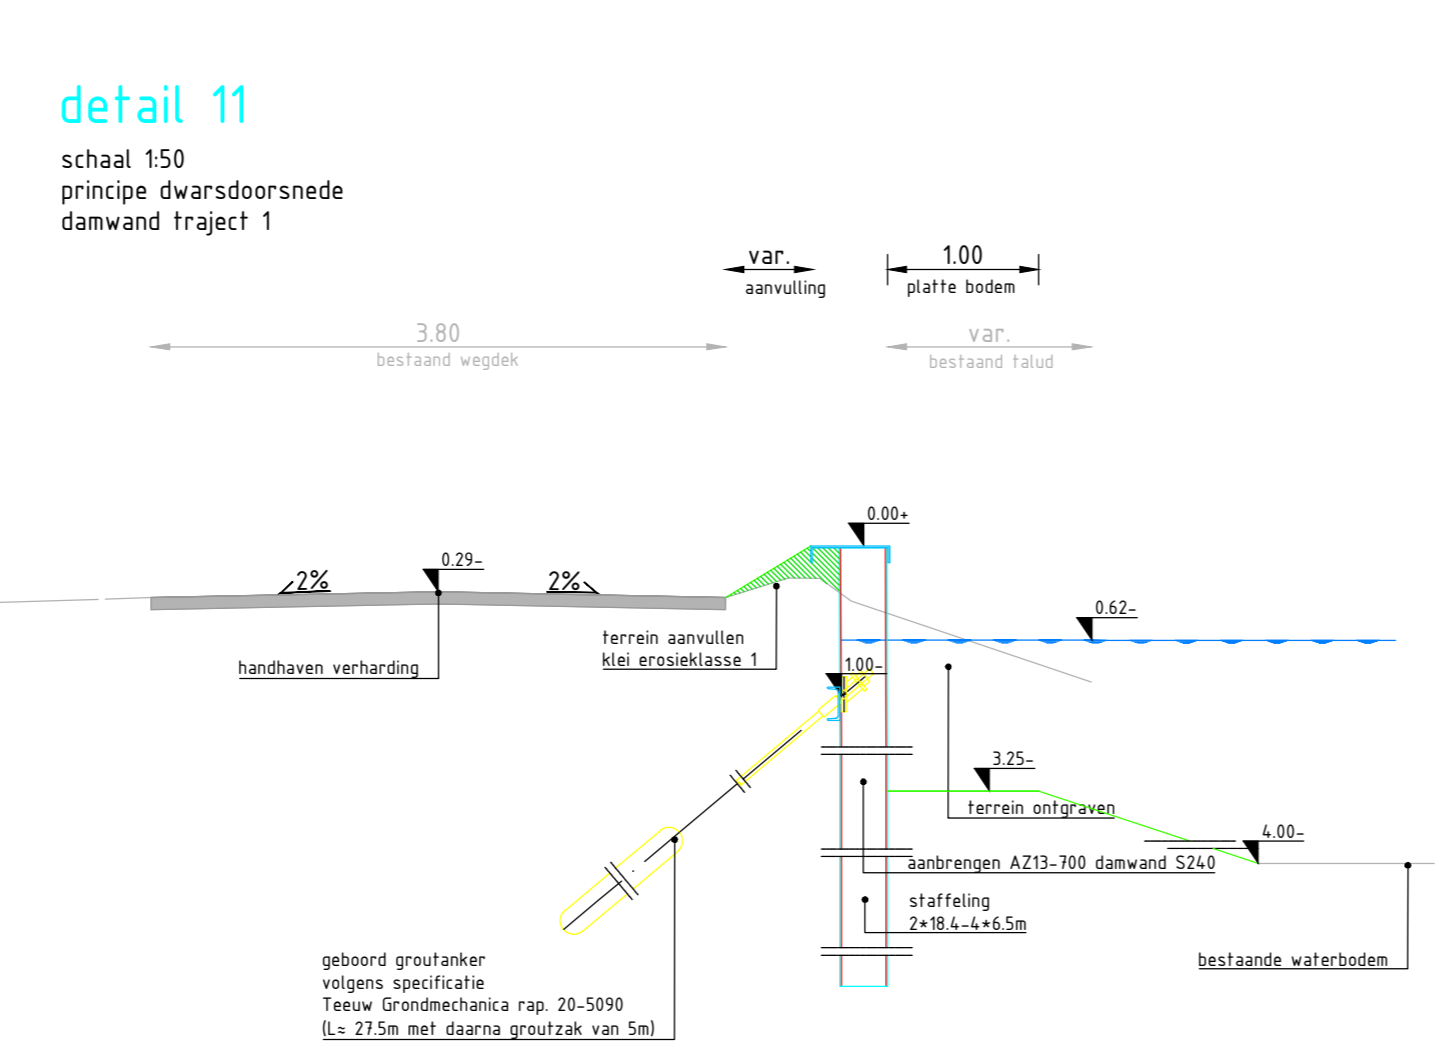 detail 11
schaal 1:50
principe dwarsdoorsnede
damwand traject 1
var.
aanvulling
1.00
platte bodem
3.80
bestaand wegdek
var.
bestaand talud
0.00+
0.29-
2%
2%
0.62-
terrein aanvullen
klei erosieklasse 1
handhaven verharding
1.00-
3.25-
terrein ontgraven
4.00-
aanbrengen AZ13-700 damwand S240
staffeling
2*18.4-4*6.5m
bestaande waterbodem
geboord groutanker
volgens specificatie
Teeuw Grondmechanica rap. 20-5090
(L≈ 27.5m met daarna groutzak van 5m)